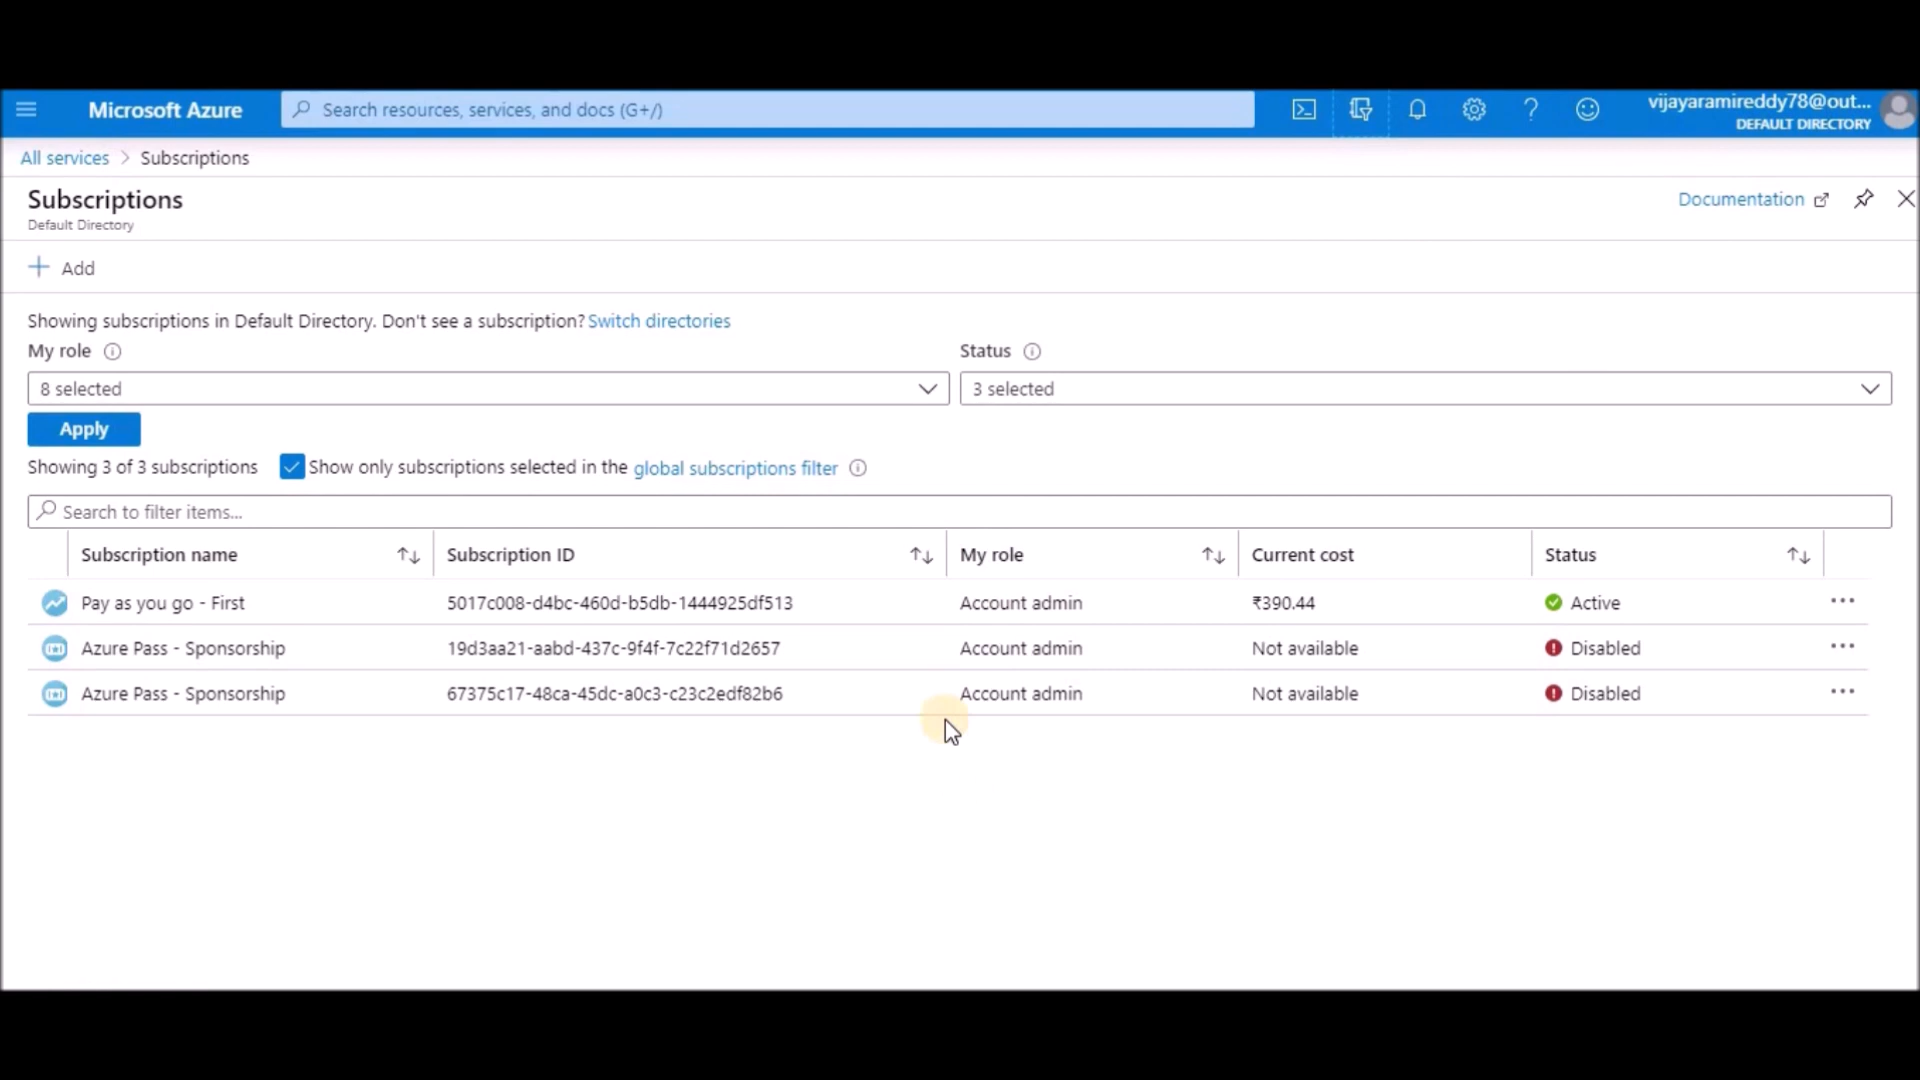 Microsoft Azure
Search resources, services, and docs (G+/)
vijayaramireddy78@out...
DEFAULT DIRECTORY
All services > Subscriptions
Subscriptions
Default Directory
Documentation
+ Add
Showing subscriptions in Default Directory. Don't see a subscription? Switch directories
My role
Status
8 selected
3 selected
Apply
Showing 3 of 3 subscriptions Show only subscriptions selected in the global subscriptions filter
Search to filter items...
Subscription name Subscription ID My role Current cost Status
Pay as you go - First 5017c008-d4bc-460d-b5db-1444925df513 Account admin ₹390.44 Active ...
Azure Pass - Sponsorship 19d3aa21-aabd-437c-9f4f-7c22f71d2657 Account admin Not available Disabled ...
Azure Pass - Sponsorship 67375c17-48ca-45dc-a0c3-c23c2edf82b6 Account admin Not available Disabled ...